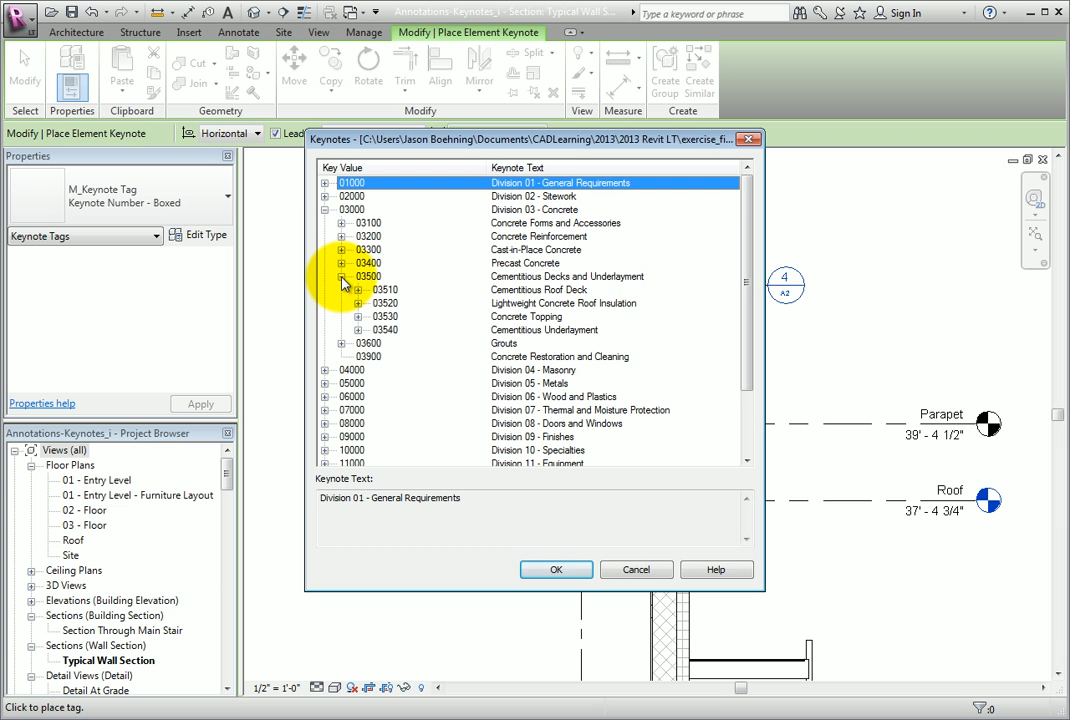 LT
Annotations-Keynotes_i - Section: Typical Wall S...
Type a keyword or phrase
Sign In
Architecture
Structure
Insert
Annotate
Site
View
Manage
Modify | Place Element Keynote
Modify
Paste
Cut
Join
Move
Copy
Rotate
Trim
Align
Mirror
Split
Create Group
Create Similar
Select
Properties
Clipboard
Geometry
Modify
View
Measure
Create
Modify | Place Element Keynote
Horizontal
Properties
M_Keynote Tag
Keynote Number - Boxed
Keynote Tags
Edit Type
Properties help
Apply
Annotations-Keynotes_i - Project Browser
Views (all)
Floor Plans
01 - Entry Level
01 - Entry Level - Furniture Layout
02 - Floor
03 - Floor
Roof
Site
Ceiling Plans
3D Views
Elevations (Building Elevation)
Sections (Building Section)
Section Through Main Stair
Sections (Wall Section)
Typical Wall Section
Detail Views (Detail)
Detail At Grade
Click to place tag.
Keynotes - [C:\Users\Jason Boehning\Documents\CADLearning\2013\2013 Revit LT\exercise_fi...
Key Value Keynote Text
01000 Division 01 - General Requirements
02000 Division 02 - Sitework
03000 Division 03 - Concrete
03100 Concrete Forms and Accessories
03200 Concrete Reinforcement
03300 Cast-in-Place Concrete
03400 Precast Concrete
03500 Cementitious Decks and Underlayment
03510 Cementitious Roof Deck
03520 Lightweight Concrete Roof Insulation
03530 Concrete Topping
03540 Cementitious Underlayment
03600 Grouts
03900 Concrete Restoration and Cleaning
04000 Division 04 - Masonry
05000 Division 05 - Metals
06000 Division 06 - Wood and Plastics
07000 Division 07 - Thermal and Moisture Protection
08000 Division 08 - Doors and Windows
09000 Division 09 - Finishes
10000 Division 10 - Specialties
11000 Division 11 - Equipment
Keynote Text:
Division 01 - General Requirements
OK
Cancel
Help
4
A2
Parapet
39' - 4 1/2"
Roof
37' - 4 3/4"
1/2" = 1'-0"
:0